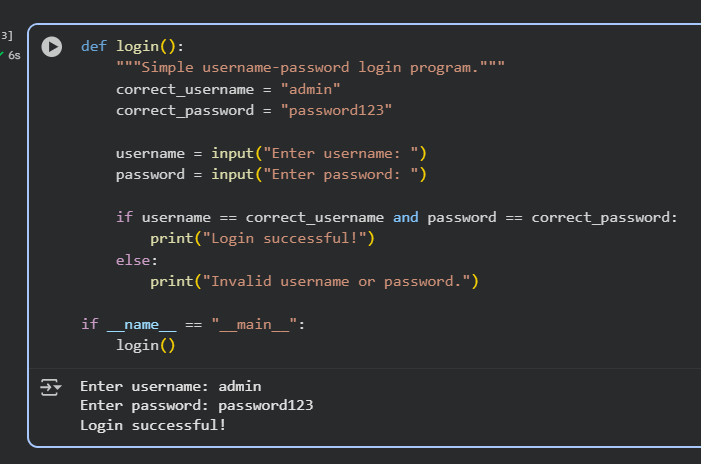 3]
6s
def login():
    """Simple username-password login program."""
    correct_username = "admin"
    correct_password = "password123"

    username = input("Enter username: ")
    password = input("Enter password: ")

    if username == correct_username and password == correct_password:
        print("Login successful!")
    else:
        print("Invalid username or password.")

if __name__ == "__main__":
    login()
Enter username: admin
Enter password: password123
Login successful!